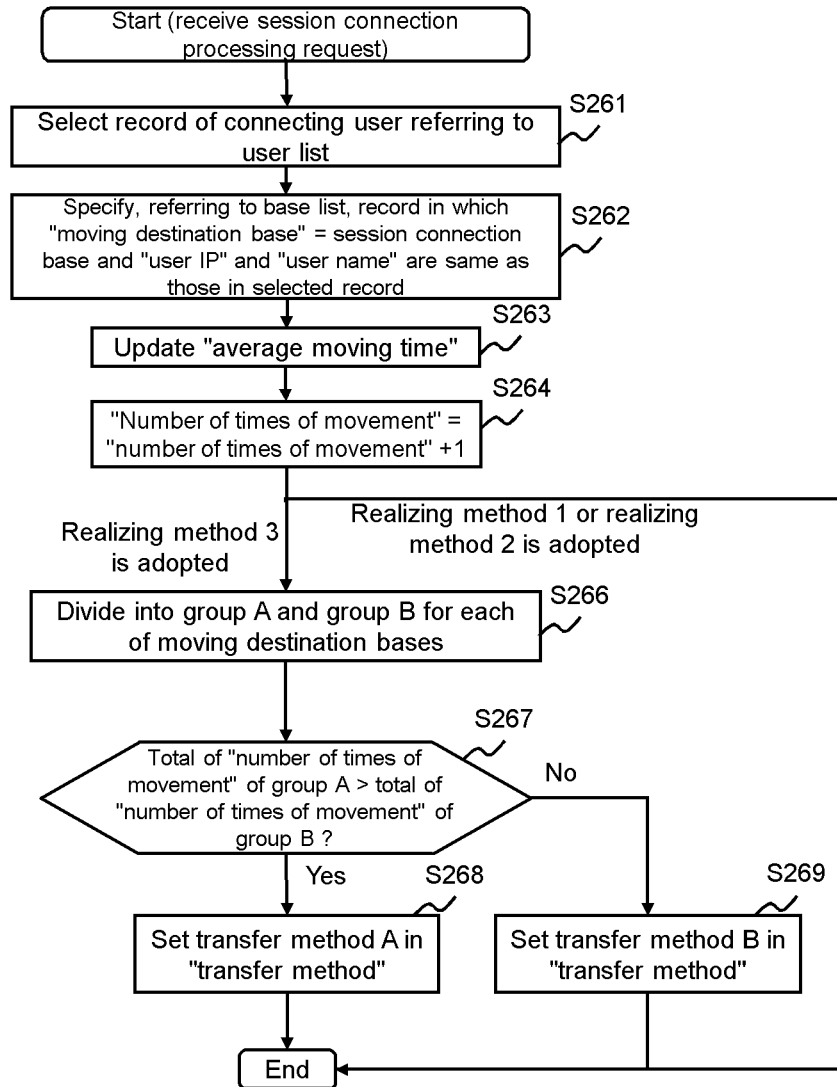 Start (receive session connection
processing request)
S261
Select record of connecting user referring to
user list
S262
Specify, referring to base list, record in which
"moving destination base" = session connection
base and "user IP" and "user name" are same as
those in selected record
S263
Update "average moving time"
S264
"Number of times of movement" =
"number of times of movement" +1
Realizing method 3
is adopted
Realizing method 1 or realizing
method 2 is adopted
S266
Divide into group A and group B for each
of moving destination bases
S267
Total of "number of times of
movement" of group A > total of
"number of times of movement" of
group B ?
No
Yes
S268
Set transfer method A in
"transfer method"
S269
Set transfer method B in
"transfer method"
End